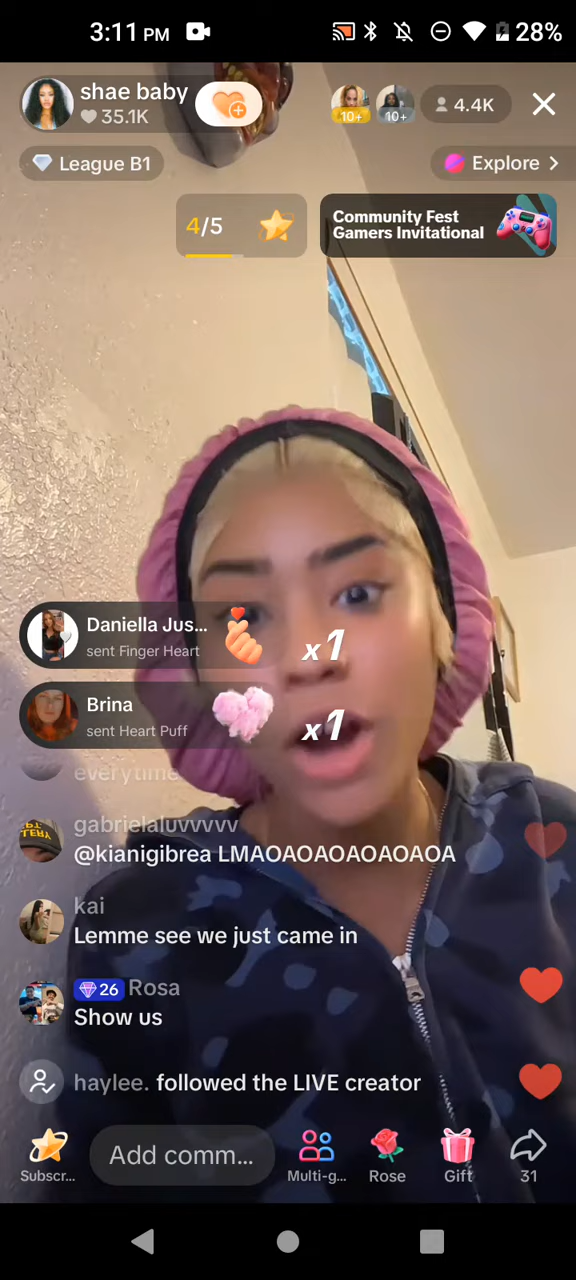 3:11 PM
28%
shae baby
35.1K
10+
10+
4.4K
League B1
Explore >
4/5
Community Fest
Gamers Invitational
Daniella Jus...
sent Finger Heart
x1
Brina
sent Heart Puff
x1
everytime
gabrielaluvvvvv
@kianigibrea LMAOAOAOAOAOAOA
kai
Lemme see we just came in
26 Rosa
Show us
haylee. followed the LIVE creator
Subscr...
Add comm...
Multi-g...
Rose
Gift
31